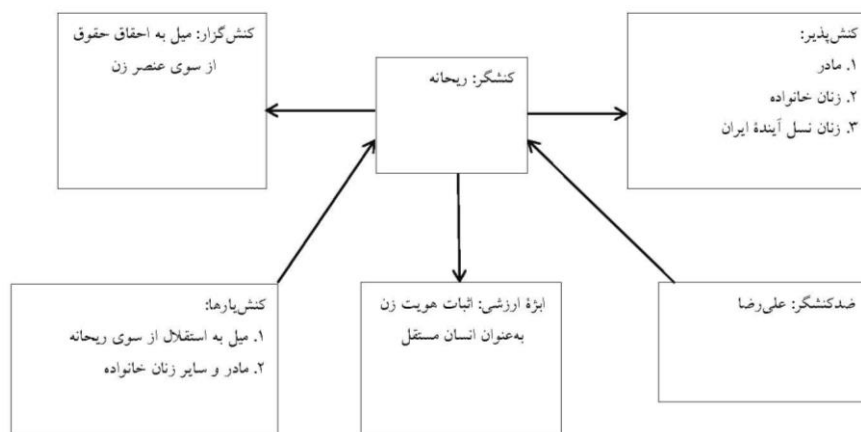 کنش‌پذیر:
۱. مادر
۲. زنان خانواده
۳. زنان نسل آیندهٔ ایران
کنشگر: ریحانه
کنش‌گزار: میل به احقاق حقوق
از سوی عنصر زن
ضدکنشگر: علی‌رضا
ابژهٔ ارزشی: اثبات هویت زن
به‌عنوان انسان مستقل
کنش‌یارها:
۱. میل به استقلال از سوی ریحانه
۲. مادر و سایر زنان خانواده